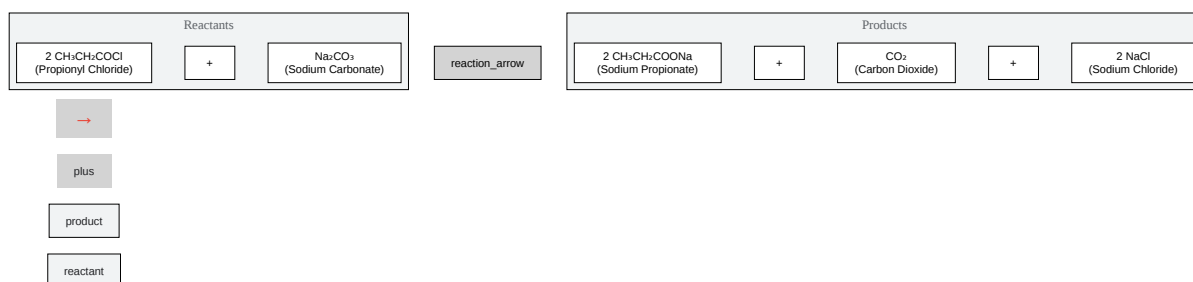 Reactants
Products
2 CH₃CH₂COCl
(Propionyl Chloride)
+
Na₂CO₃
(Sodium Carbonate)
reaction_arrow
2 CH₃CH₂COONa
(Sodium Propionate)
+
CO₂
(Carbon Dioxide)
+
2 NaCl
(Sodium Chloride)
→
plus
product
reactant